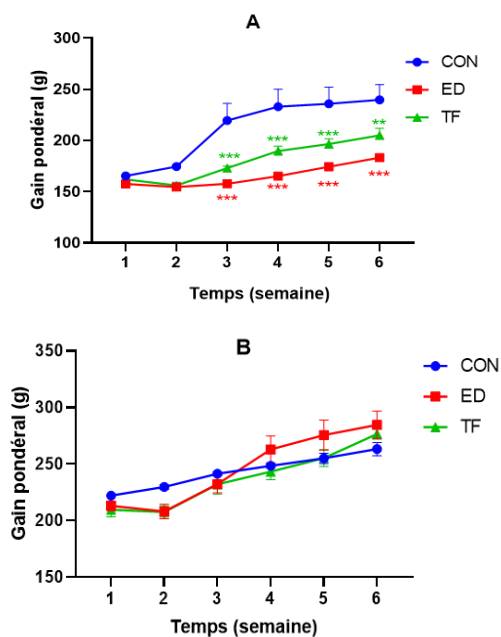 A
300
250
200
150
100
Gain pondéral (g)
CON
ED
TF
***
***
***
**
***
***
***
***
1 2 3 4 5 6
Temps (semaine)
B
350
300
250
200
150
Gain pondéral (g)
CON
ED
TF
1 2 3 4 5 6
Temps (semaine)